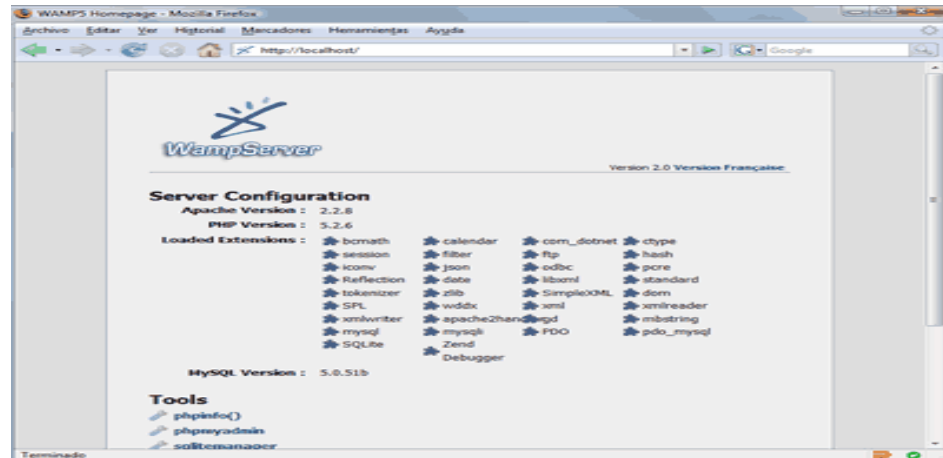 WAMP5 Homepage - Mozilla Firefox
Archivo Editar Ver Historial Marcadores Herramientas Ayuda
http://localhost/ Google
WampServer
Version 2.0 Version Française
Server Configuration
Apache Version : 2.2.8
PHP Version : 5.2.6
Loaded Extensions : bcmath calendar com_dotnet ctype
session filter ftp hash
iconv json odbc pcre
Reflection date libxml standard
tokenizer zlib SimpleXML dom
SPL wddx xml xmlreader
xmlwriter apache2handler gd mbstring
mysql mysqli PDO pdo_mysql
SQLite Zend Debugger
MySQL Version : 5.0.51b
Tools
phpinfo()
phpmyadmin
sqlitemanager
Terminado